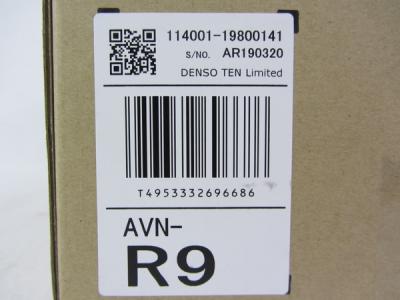 114001-19800141
S/NO. AR190320
DENSO TEN Limited
T4953332696686
AVN-
R9